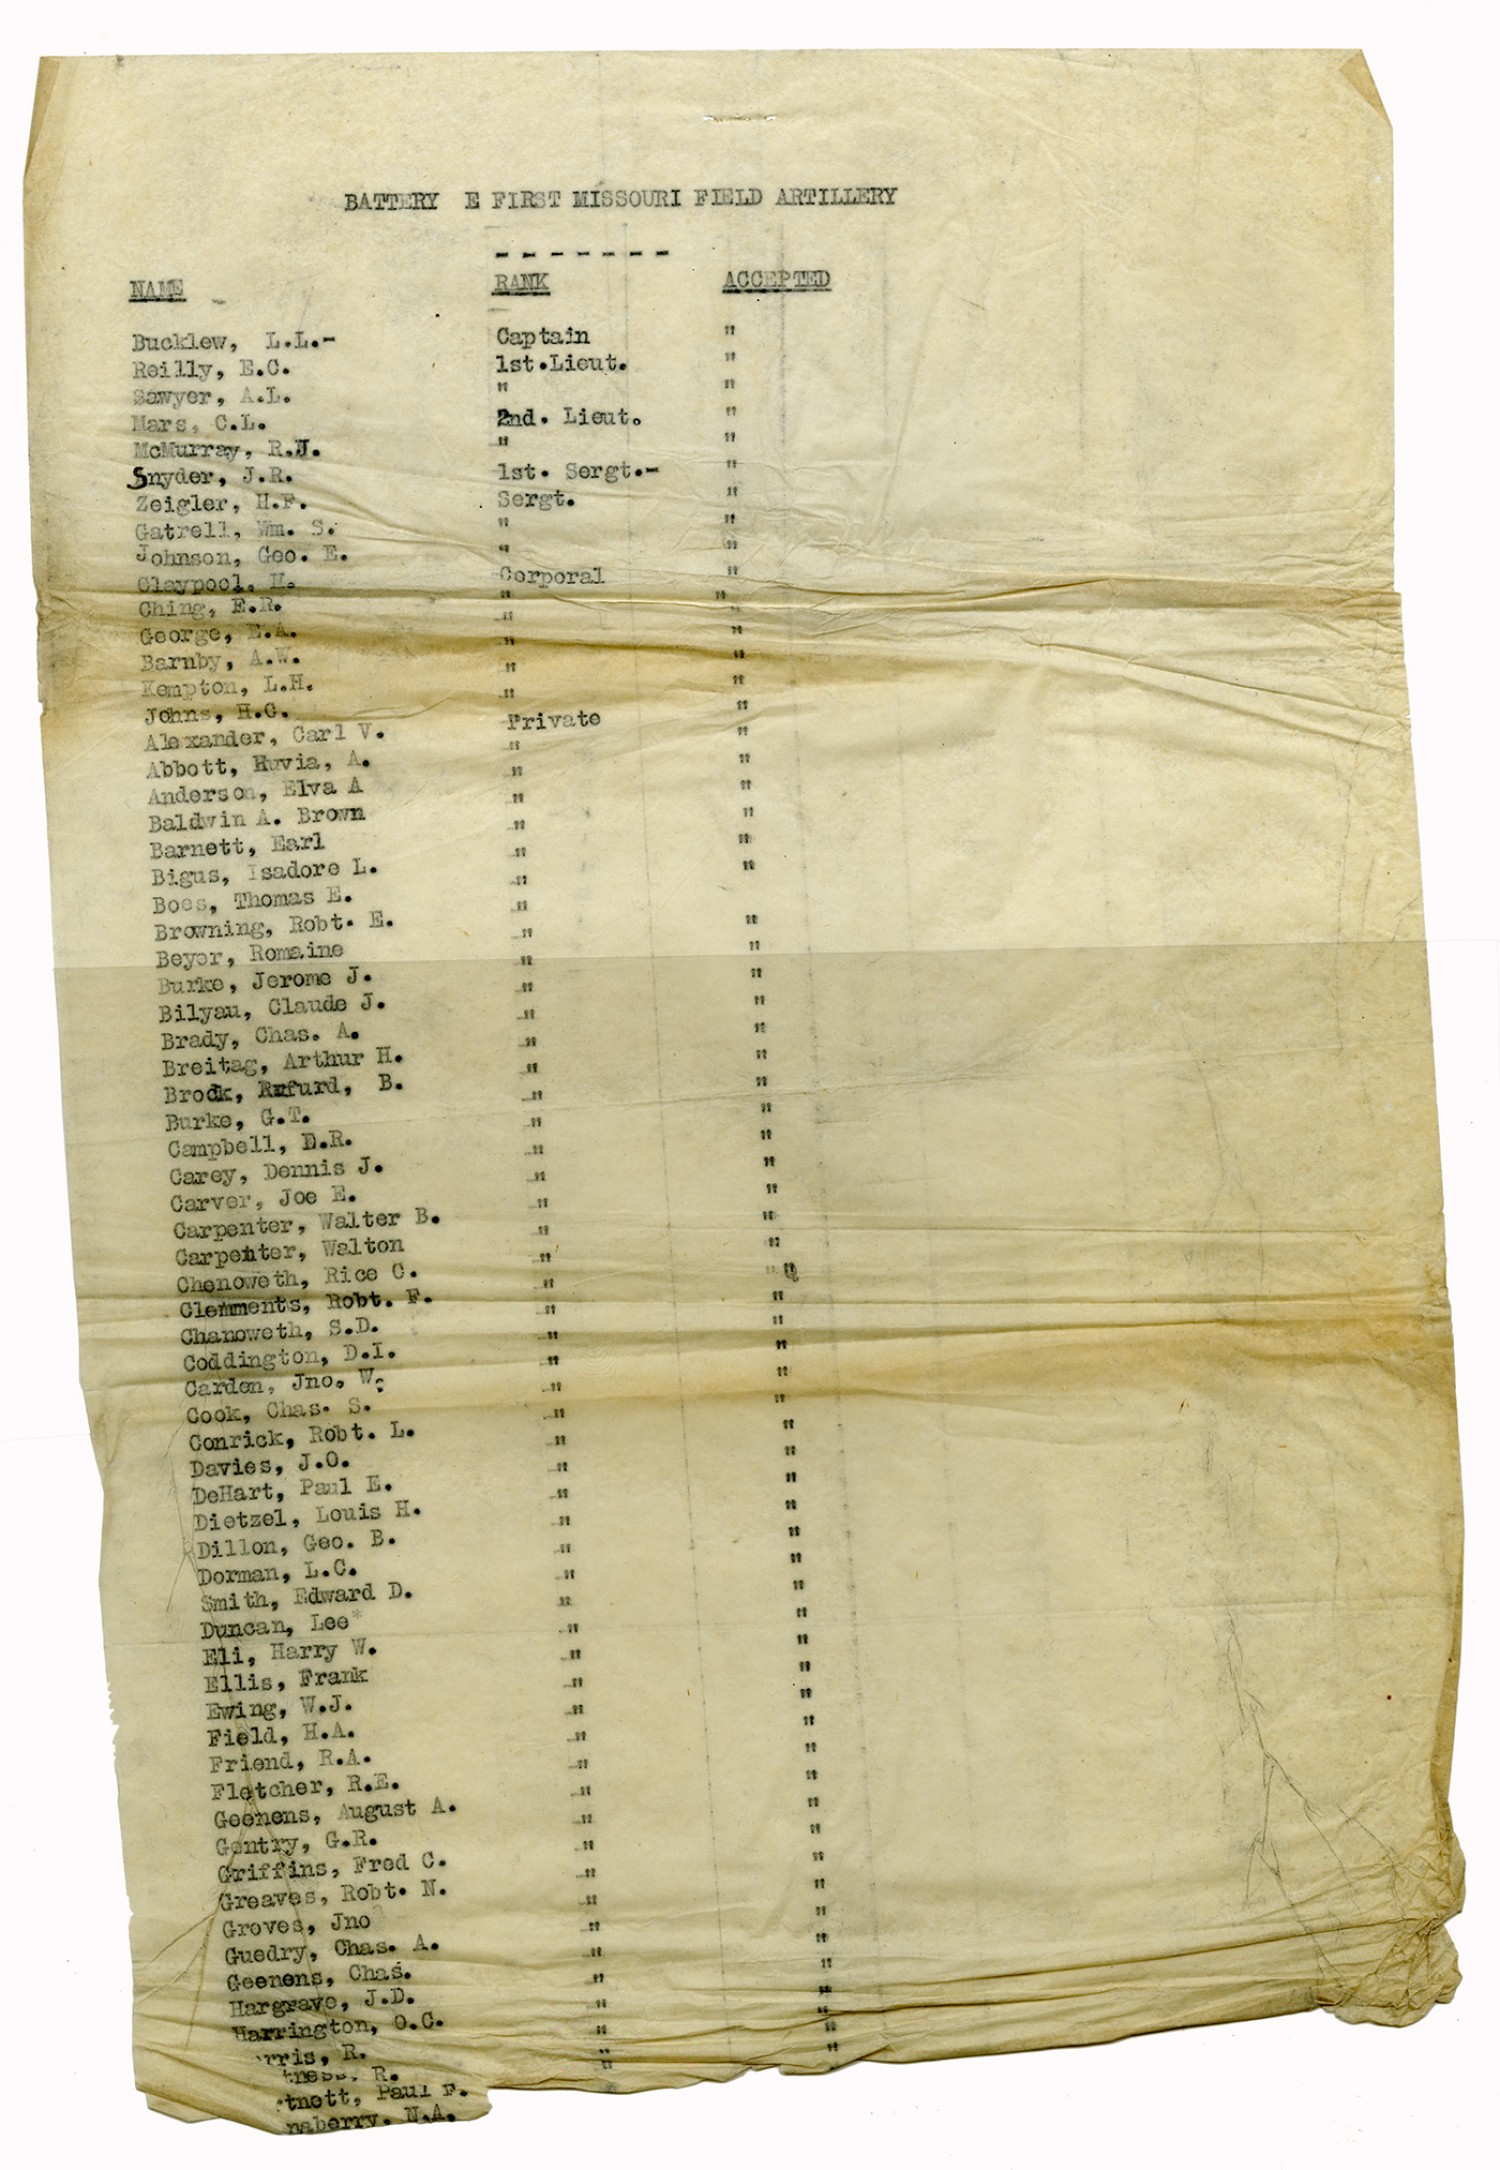 BATTERY E FIRST MISSOURI FIELD ARTILLERY
- - - - - - -
NAME RANK ACCEPTED
Bucklew, L.L.- Captain "
Reilly, E.C. 1st.Lieut. "
Sawyer, A.L. " "
Mars, C.L. 2nd. Lieut. "
McMurray, R.J. " "
Snyder, J.R. 1st. Sergt.- "
Zeigler, H.F. Sergt. "
Gatrell, Wm. S. " "
Johnson, Geo. E. " "
Claypool, H. Corporal "
Ching, E.R. " "
George, E.A. " "
Barnby, A.W. " "
Kempton, L.H. " "
Johns, H.C. " "
Alexander, Carl V. Private "
Abbott, Huvia, A. " "
Anderson, Elva A " "
Baldwin A. Brown " "
Barnett, Earl " "
Bigus, Isadore L. " "
Boes, Thomas E. "
Browning, Robt. E. " "
Beyer, Romaine " "
Burke, Jerome J. " "
Bilyau, Claude J. " "
Brady, Chas. A. " "
Breitag, Arthur H. " "
Brock, Rufurd, B. " "
Burke, G.T. " "
Campbell, E.R. " "
Carey, Dennis J. " "
Carver, Joe E. " "
Carpenter, Walter B. " "
Carpenter, Walton " "
Chenoweth, Rice C. " "
Clemments, Robt. F. " "
Chanoweth, S.D. " "
Coddington, D.I. " "
Carden, Jno. W. " "
Cook, Chas. S. " "
Conrick, Robt. L. " "
Davies, J.O. " "
DeHart, Paul E. " "
Dietzel, Louis H. " "
Dillon, Geo. B. " "
Dorman, L.C. " "
Smith, Edward D. " "
Duncan, Lee " "
Eli, Harry W. " "
Ellis, Frank " "
Ewing, W.J. " "
Field, H.A. " "
Friend, R.A. " "
Fletcher, R.E. " "
Geenens, August A. " "
Gentry, G.R. " "
Griffins, Fred C. " "
Greaves, Robt. N. " "
Groves, Jno " "
Guedry, Chas. A. " "
Geenens, Chas. " "
Hargrave, J.D. " "
Harrington, O.C. " "
rris, R. " "
R. " "
tnett, Paul F.
naberry, N.A.